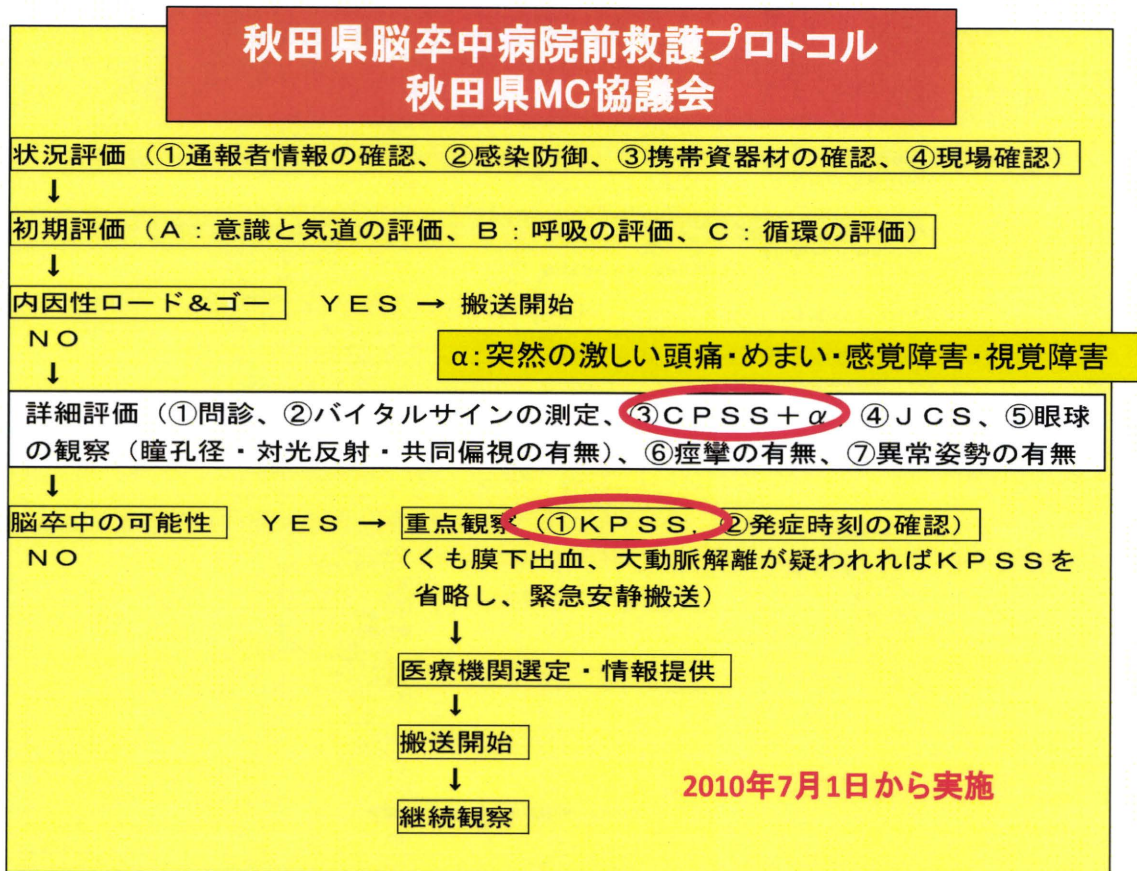 秋田県脳卒中病院前救護プロトコル
秋田県MC協議会
状況評価(①通報者情報の確認、②感染防御、③携帯資器材の確認、④現場確認)
↓
初期評価(A:意識と気道の評価、B:呼吸の評価、C:循環の評価)
↓
内因性ロード&ゴー YES → 搬送開始
NO
↓
α:突然の激しい頭痛・めまい・感覚障害・視覚障害
詳細評価(①問診、②バイタルサインの測定、③CPSS+α、④JCS、⑤眼球
の観察(瞳孔径・対光反射・共同偏視の有無)、⑥痙攣の有無、⑦異常姿勢の有無
↓
脳卒中の可能性 YES → 重点観察(①KPSS、②発症時刻の確認)
NO
(くも膜下出血、大動脈解離が疑われればKPSSを
省略し、緊急安静搬送)
↓
医療機関選定・情報提供
↓
搬送開始
↓
継続観察
2010年7月1日から実施